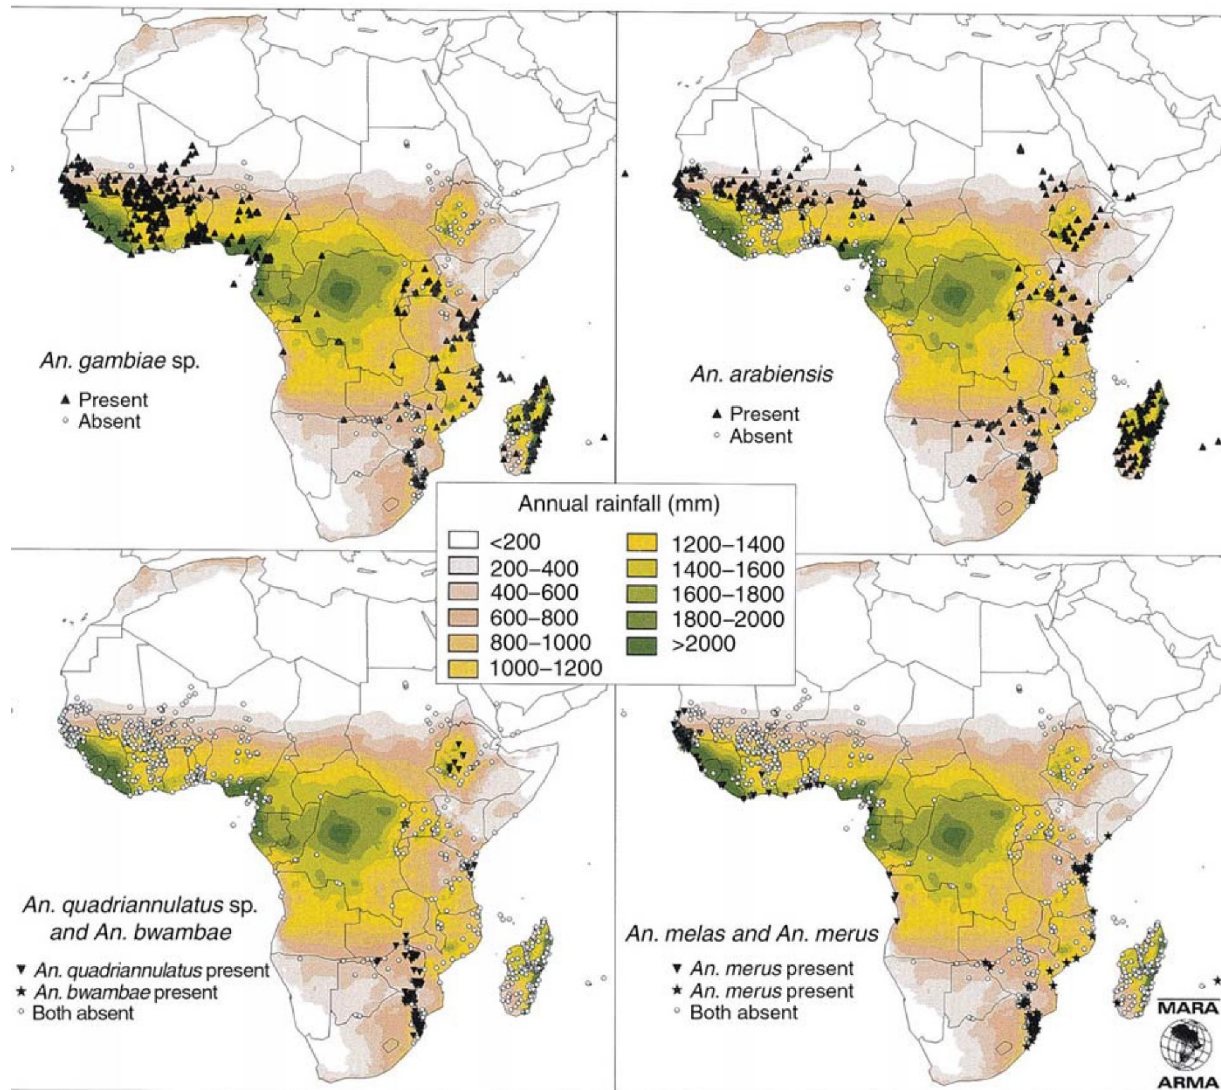 An. gambiae sp.
▲ Present
○ Absent
An. arabiensis
▲ Present
○ Absent
Annual rainfall (mm)
<200
200–400
400–600
600–800
800–1000
1000–1200
1200–1400
1400–1600
1600–1800
1800–2000
>2000
An. quadriannulatus sp.
and An. bwambae
▼ An. quadriannulatus present
★ An. bwambae present
○ Both absent
An. melas and An. merus
▼ An. merus present
★ An. merus present
○ Both absent
MARA
ARMA